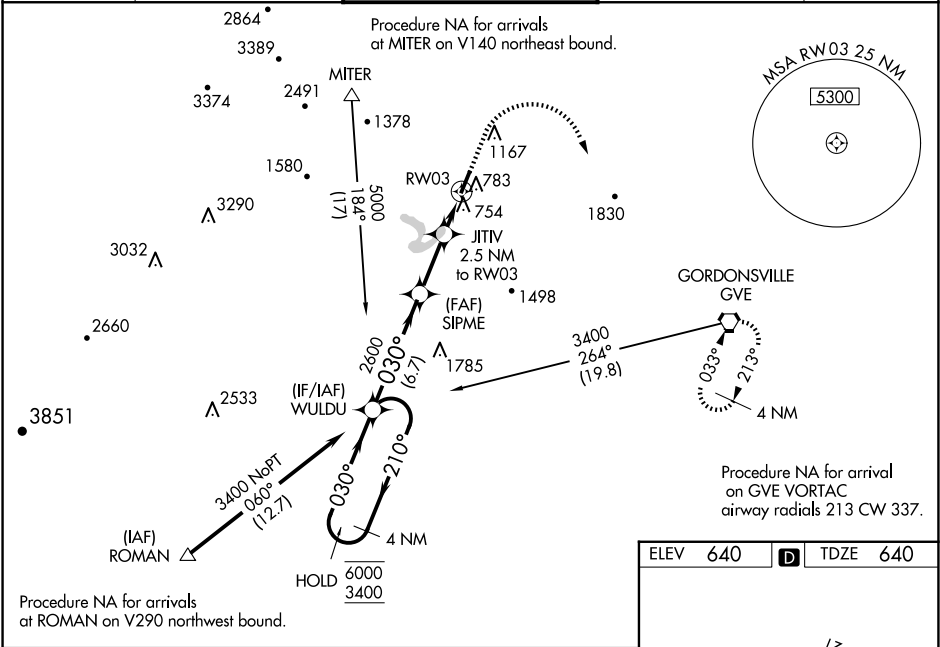 2864
3389
3374
2491
Procedure NA for arrivals
at MITER on V140 northeast bound.
MITER
1378
1580
5000
184°
(17)
1167
RW03
783
754
MSA RW03 25 NM
5300
3290
3032
JITIV
2.5 NM
to RW03
1830
1498
(FAF)
SIPME
GORDONSVILLE
GVE
2660
2600
030°
(6.7)
1785
3400
264°
(19.8)
033°
213°
4 NM
2533
3851
(IF/IAF)
WULDU
3400 NoPT
060°
(12.7)
030°
210°
4 NM
(IAF)
ROMAN
HOLD
6000
3400
Procedure NA for arrival
on GVE VORTAC
airway radials 213 CW 337.
Procedure NA for arrivals
at ROMAN on V290 northwest bound.
ELEV 640 D TDZE 640